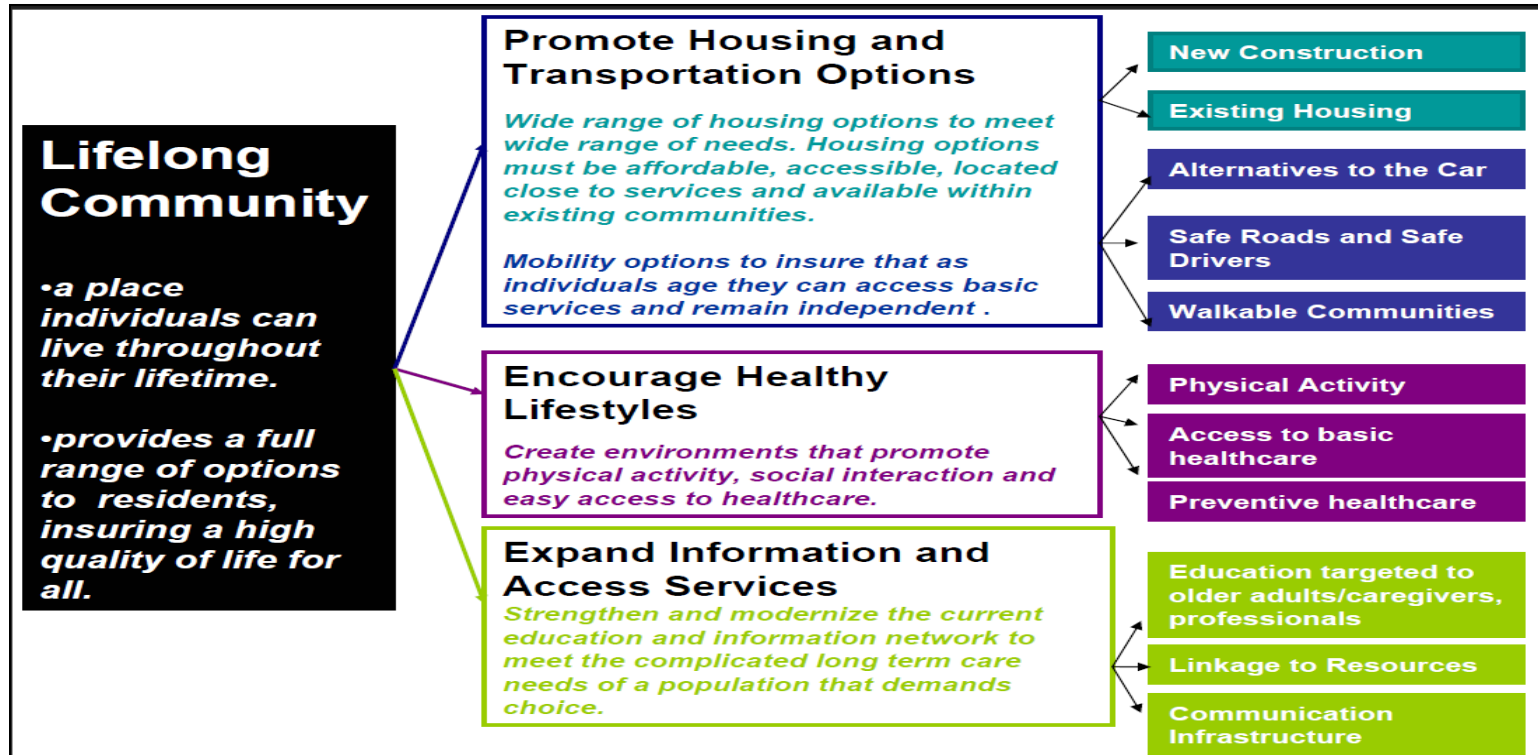 Lifelong
Community
•a place
individuals can
live throughout
their lifetime.
•provides a full
range of options
to residents,
insuring a high
quality of life for
all.
Promote Housing and
Transportation Options
Wide range of housing options to meet
wide range of needs. Housing options
must be affordable, accessible, located
close to services and available within
existing communities.
Mobility options to insure that as
individuals age they can access basic
services and remain independent .
Encourage Healthy
Lifestyles
Create environments that promote
physical activity, social interaction and
easy access to healthcare.
Expand Information and
Access Services
Strengthen and modernize the current
education and information network to
meet the complicated long term care
needs of a population that demands
choice.
New Construction
Existing Housing
Alternatives to the Car
Safe Roads and Safe
Drivers
Walkable Communities
Physical Activity
Access to basic
healthcare
Preventive healthcare
Education targeted to
older adults/caregivers,
professionals
Linkage to Resources
Communication
Infrastructure